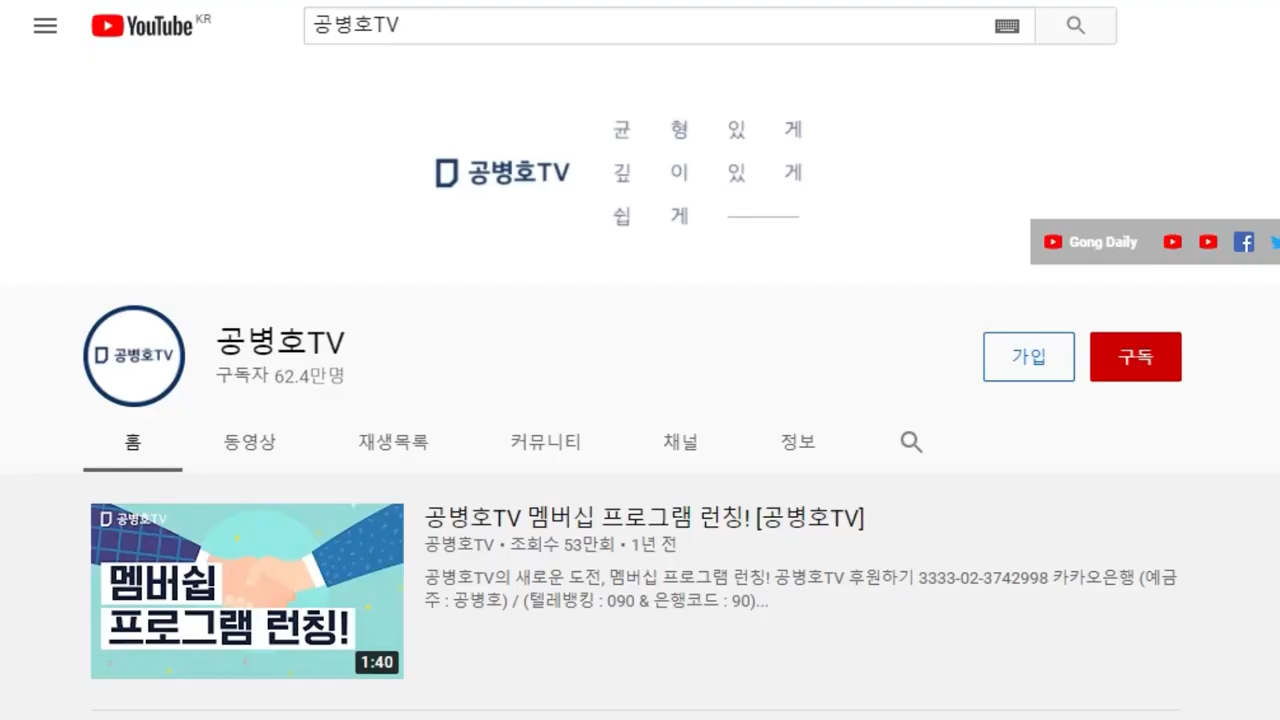 YouTube KR
공병호TV
균 형 있 게
공병호TV
깊 이 있 게
쉽 게
Gong Daily
공병호TV
공병호TV
구독자 62.4만명
가입
구독
홈
동영상
재생목록
커뮤니티
채널
정보
공병호TV
멤버쉽
프로그램 런칭!
1:40
공병호TV 멤버십 프로그램 런칭! [공병호TV]
공병호TV • 조회수 53만회 • 1년 전
공병호TV의 새로운 도전, 멤버십 프로그램 런칭! 공병호TV 후원하기 3333-02-3742998 카카오은행 (예금
주 : 공병호) / (텔레뱅킹 : 090 & 은행코드 : 90)...